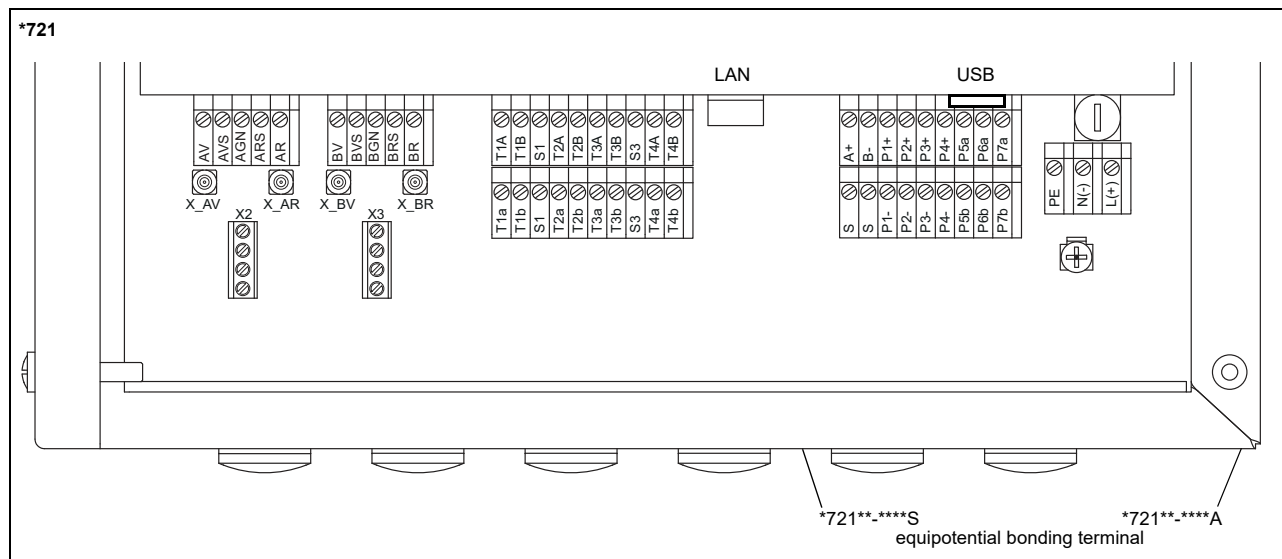 *721
LAN USB
AV AVS AGN ARS AR BV BVS BGN BRS BR T1A T1B S1 T2A T2B T3A T3B S3 T4A T4B A+ B- P1+ P2+ P3+ P4+ P5a P6a P7a
PE N(-) L(+)
X_AV X_AR X_BV X_BR
X2 X3
T1a T1b S1 T2a T2b T3a T3b S3 T4a T4b S S P1- P2- P3- P4- P5b P6b P7b
*721**-****S *721**-****A
equipotential bonding terminal